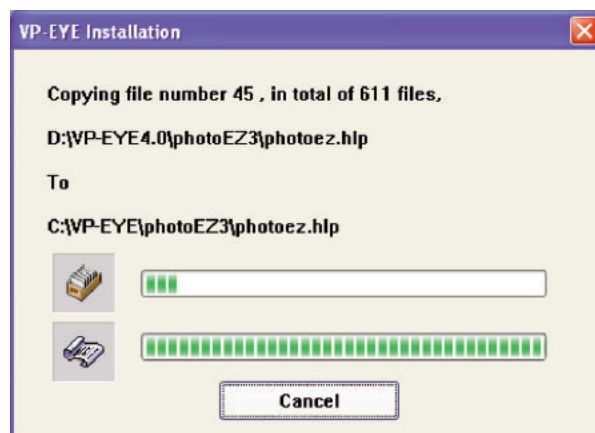 VP-EYE Installation
Copying file number 45 , in total of 611 files,
D:\VP-EYE4.0\photoEZ3\photoez.hlp
To
C:\VP-EYE\photoEZ3\photoez.hlp
Cancel